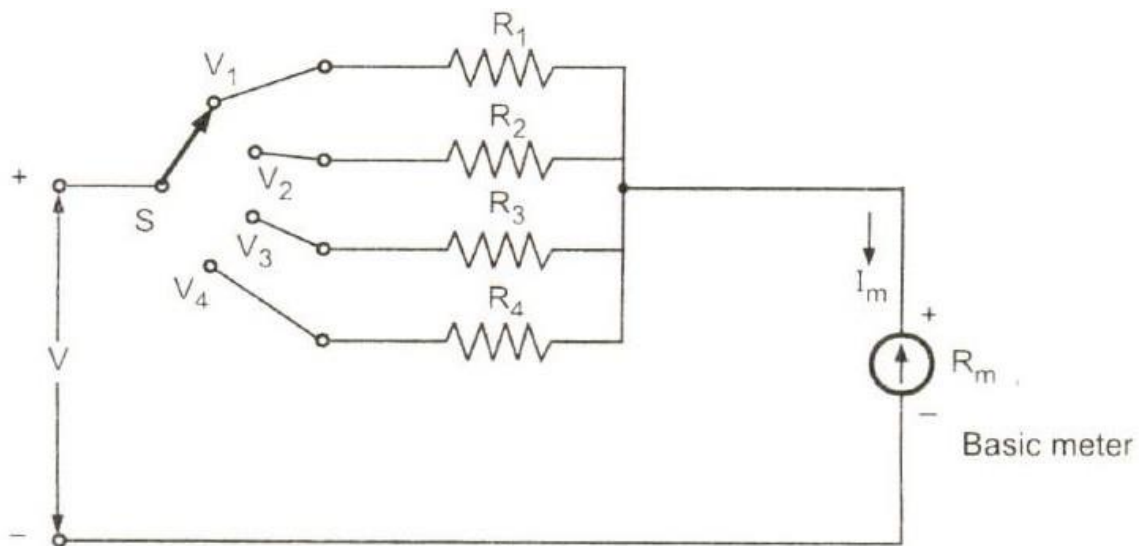 R1
V1
R2
+
V2
S
R3
V3
Im
V4
R4
+
V
Rm
–
Basic meter
–